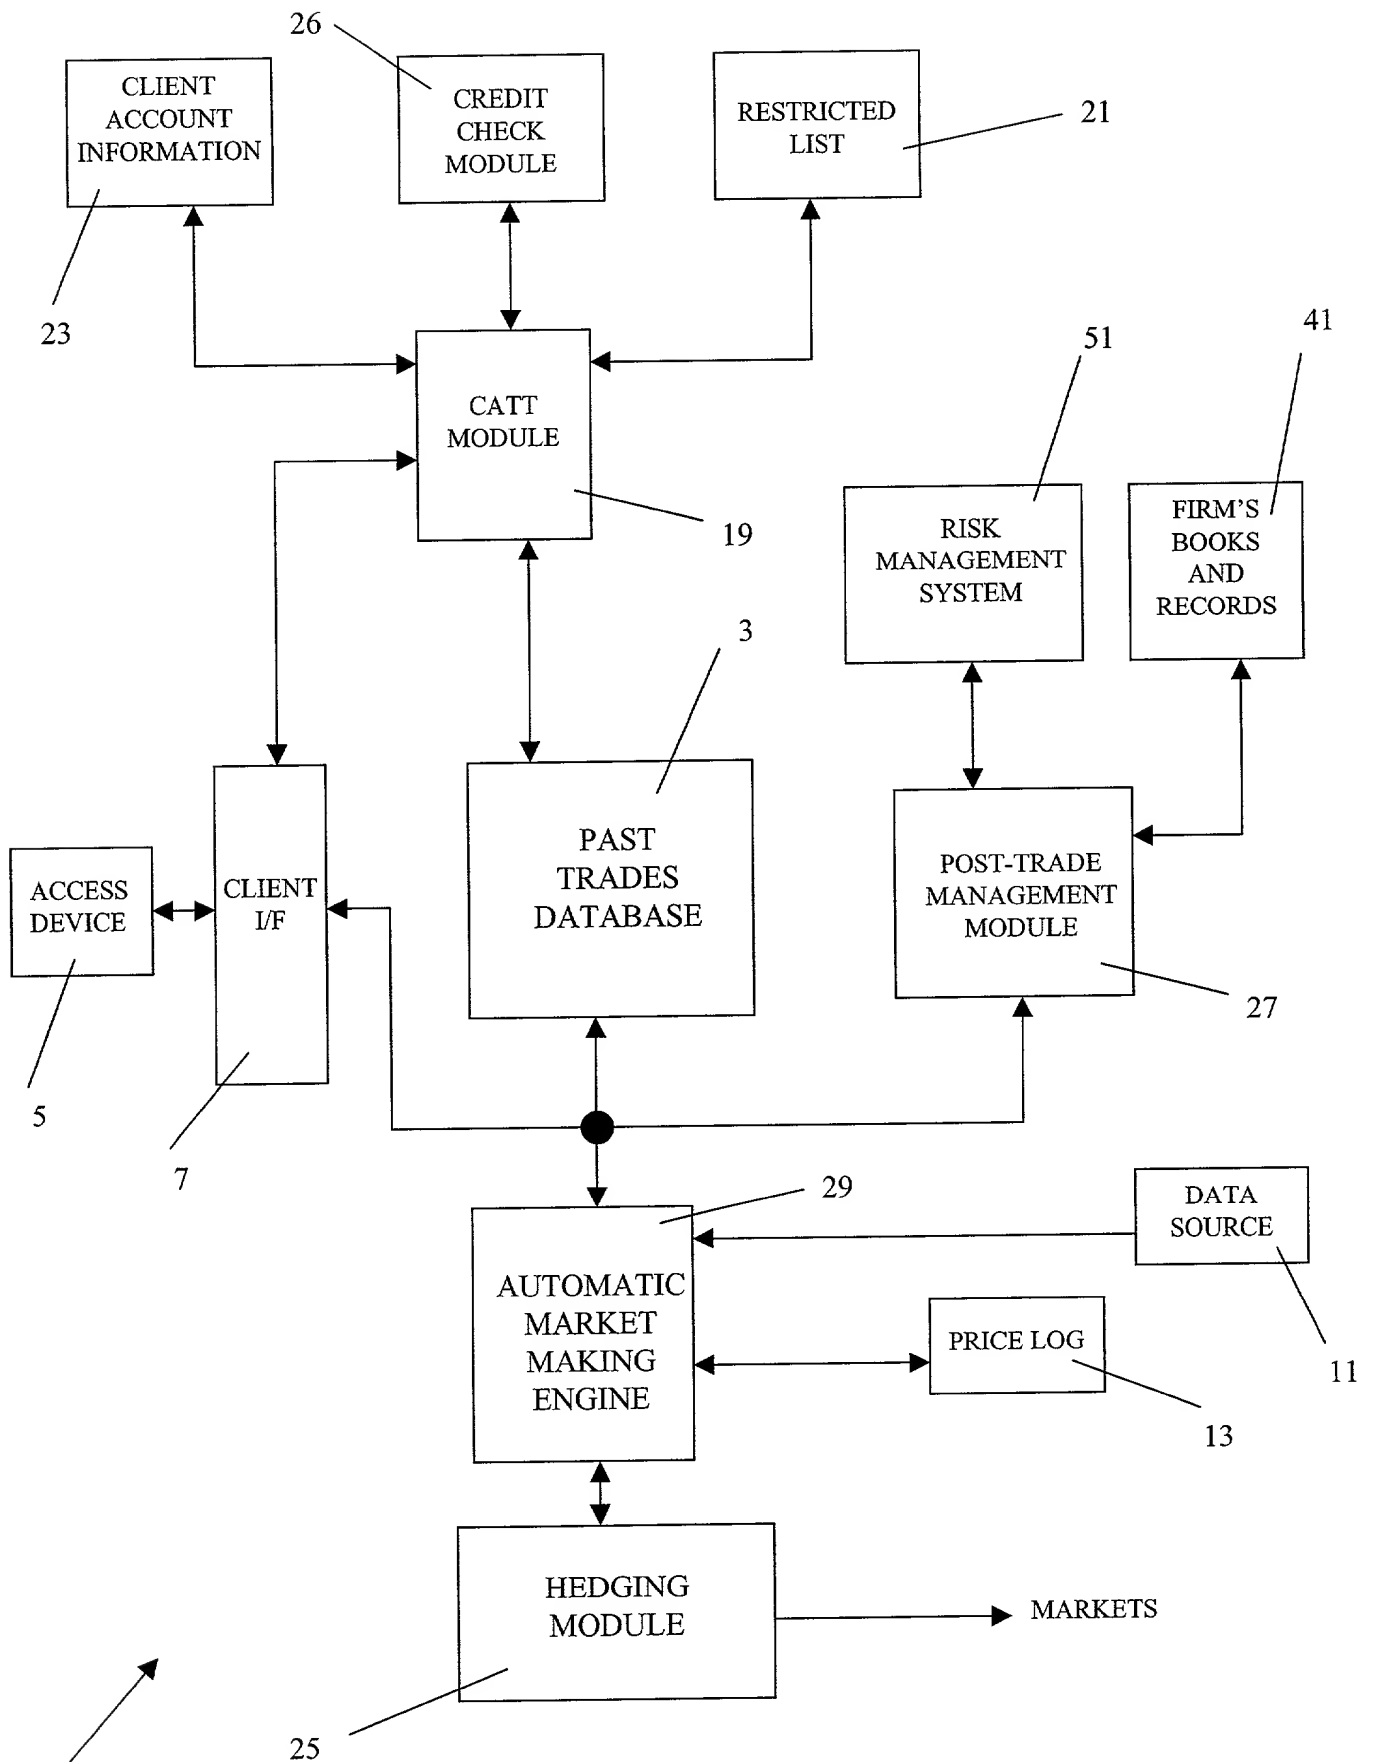 26
CLIENT
ACCOUNT
INFORMATION
CREDIT
CHECK
MODULE
RESTRICTED
LIST
21
23
41
51
CATT
MODULE
19
RISK
MANAGEMENT
SYSTEM
FIRM'S
BOOKS
AND
RECORDS
3
ACCESS
DEVICE
CLIENT
I/F
PAST
TRADES
DATABASE
POST-TRADE
MANAGEMENT
MODULE
27
5
7
29
DATA
SOURCE
AUTOMATIC
MARKET
MAKING
ENGINE
PRICE LOG
11
13
HEDGING
MODULE
MARKETS
25